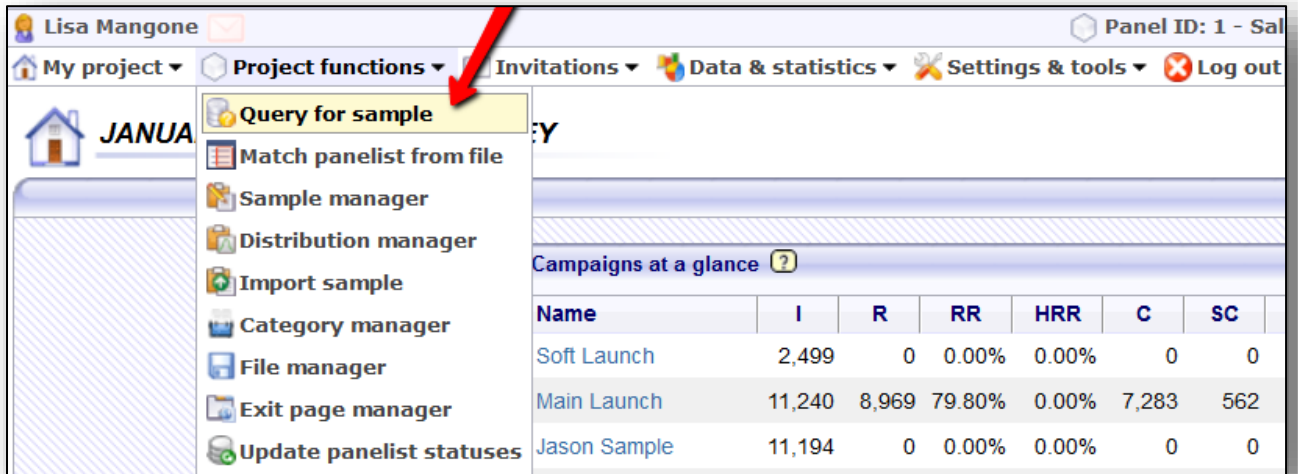 Lisa Mangone Panel ID: 1 - Sal
My project Project functions Invitations Data & statistics Settings & tools Log out
Query for sample
JANUA EY
Match panelist from file
Sample manager
Distribution manager
Campaigns at a glance ?
Import sample
Name I R RR HRR C SC
Category manager
Soft Launch 2,499 0 0.00% 0.00% 0 0
File manager
Main Launch 11,240 8,969 79.80% 0.00% 7,283 562
Exit page manager
Jason Sample 11,194 0 0.00% 0.00% 0 0
Update panelist statuses